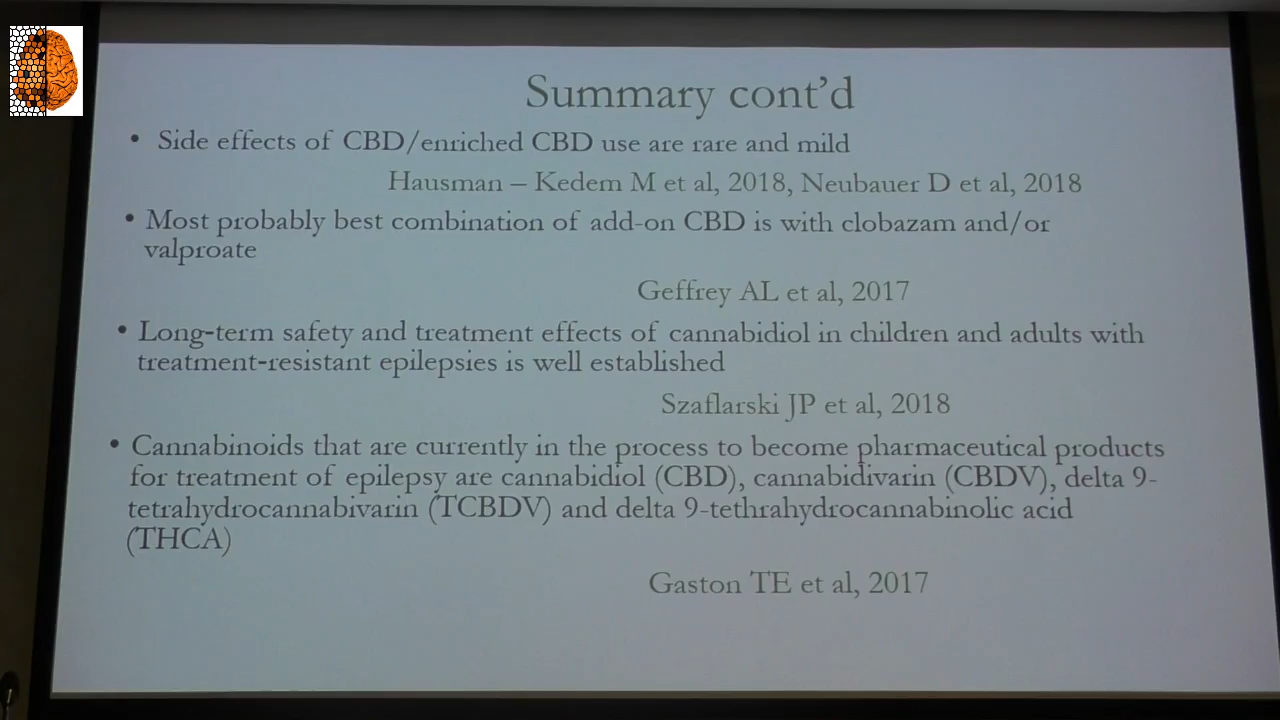 Summary cont'd
• Side effects of CBD/enriched CBD use are rare and mild
Hausman – Kedem M et al, 2018, Neubauer D et al, 2018
• Most probably best combination of add-on CBD is with clobazam and/or
valproate
Geffrey AL et al, 2017
• Long-term safety and treatment effects of cannabidiol in children and adults with
treatment-resistant epilepsies is well established
Szaflarski JP et al, 2018
• Cannabinoids that are currently in the process to become pharmaceutical products
for treatment of epilepsy are cannabidiol (CBD), cannabidivarin (CBDV), delta 9-
tetrahydrocannabivarin (TCBDV) and delta 9-tethrahydrocannabinolic acid
(THCA)
Gaston TE et al, 2017